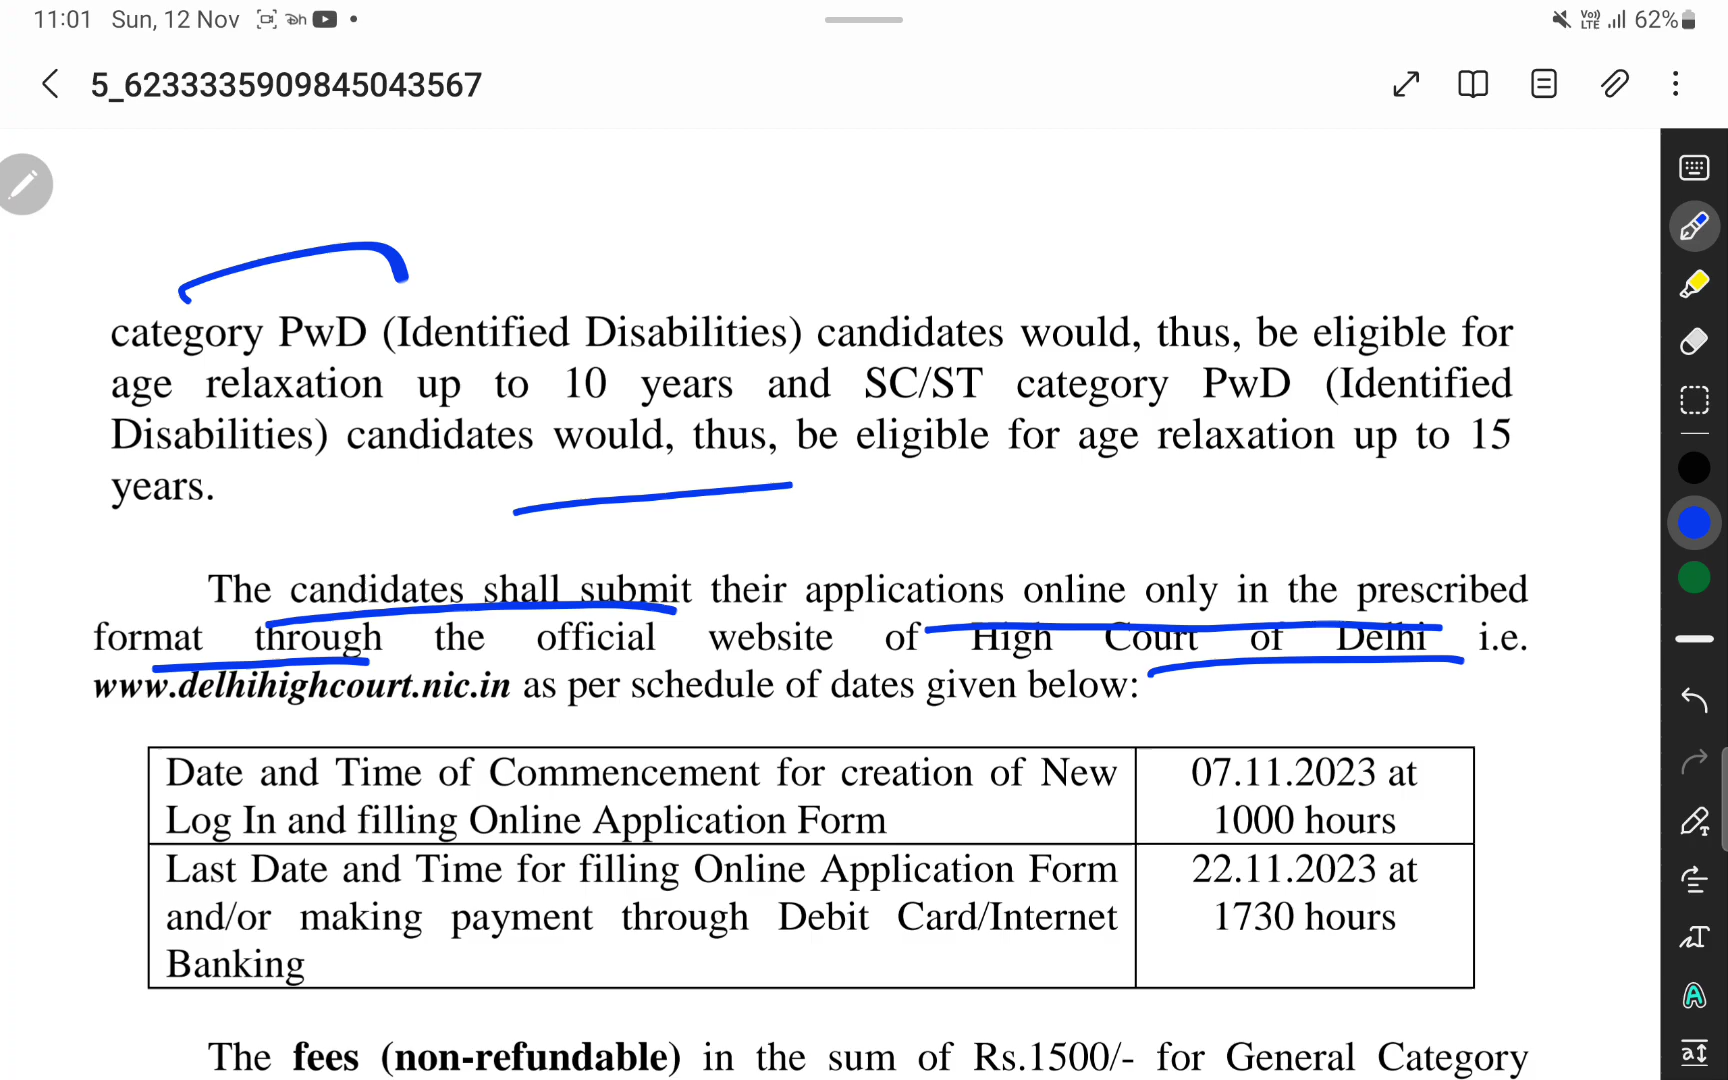 11:01 Sun, 12 Nov Dh Vo) LTE 62%
5_6233335909845043567
category PwD (Identified Disabilities) candidates would, thus, be eligible for
age relaxation up to 10 years and SC/ST category PwD (Identified
Disabilities) candidates would, thus, be eligible for age relaxation up to 15
years.
The candidates shall submit their applications online only in the prescribed
format through the official website of High Court of Delhi i.e.
www.delhihighcourt.nic.in as per schedule of dates given below:
Date and Time of Commencement for creation of New
Log In and filling Online Application Form
07.11.2023 at
1000 hours
Last Date and Time for filling Online Application Form
and/or making payment through Debit Card/Internet
Banking
22.11.2023 at
1730 hours
The fees (non-refundable) in the sum of Rs.1500/- for General Category